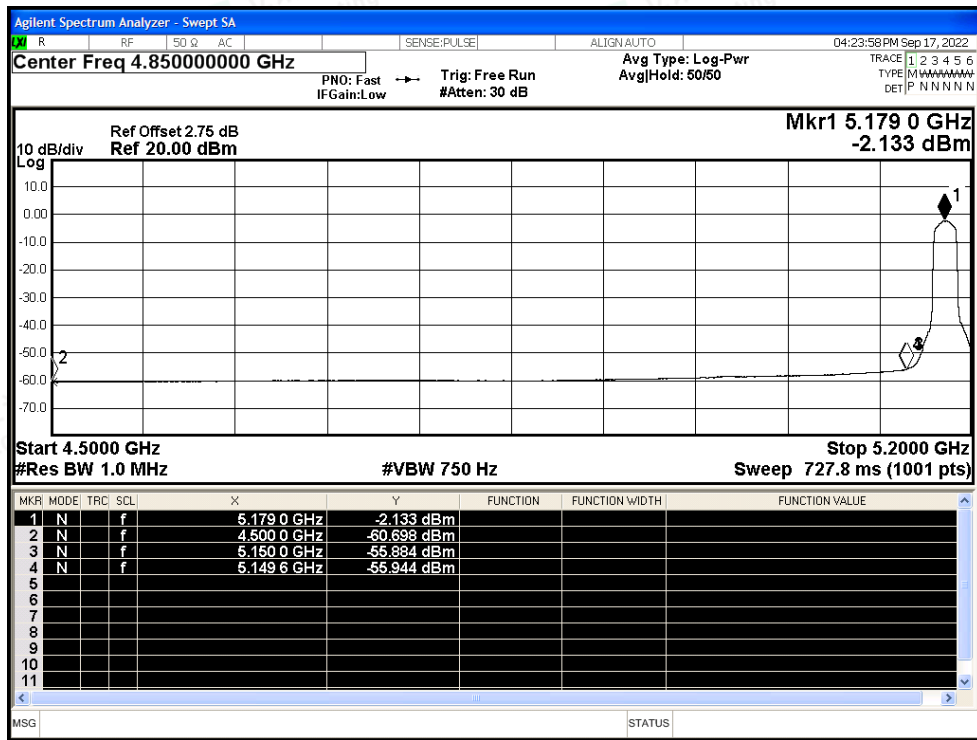 Agilent Spectrum Analyzer - Swept SA
LXI R RF 50 Ω AC SENSE:PULSE ALIGN AUTO 04:23:58 PM Sep 17, 2022
Center Freq 4.850000000 GHz
PNO: Fast
IFGain:Low
Trig: Free Run
#Atten: 30 dB
Avg Type: Log-Pwr
Avg|Hold: 50/50
TRACE 1 2 3 4 5 6
TYPE M
DET P N N N N N
Mkr1 5.179 0 GHz
-2.133 dBm
Ref Offset 2.75 dB
10 dB/div Ref 20.00 dBm
Log
10.0
0.00
-10.0
-20.0
-30.0
-40.0
-50.0
-60.0
-70.0
1
2
Start 4.5000 GHz Stop 5.2000 GHz
#Res BW 1.0 MHz #VBW 750 Hz Sweep 727.8 ms (1001 pts)
MKR MODE TRC SCL X Y FUNCTION FUNCTION WIDTH FUNCTION VALUE
1 N f 5.179 0 GHz -2.133 dBm
2 N f 4.500 0 GHz -60.698 dBm
3 N f 5.150 0 GHz -55.884 dBm
4 N f 5.149 6 GHz -55.944 dBm
5
6
7
8
9
10
11
MSG STATUS